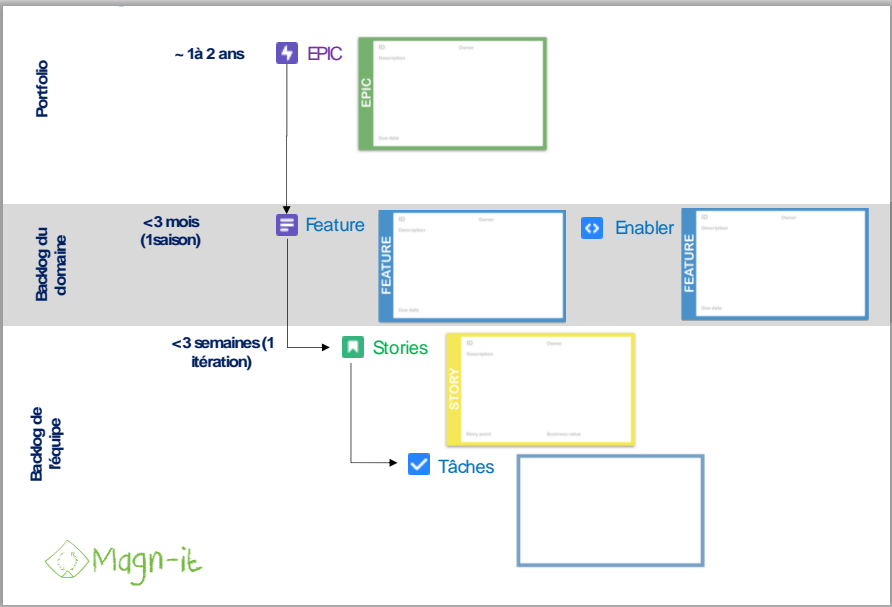 Portfolio
~ 1à 2 ans
EPIC
EPIC
ID
Owner
Description
Due date
Backlog du
domaine
<3 mois
(1saison)
Feature
FEATURE
ID
Owner
Description
Due date
Enabler
FEATURE
ID
Owner
Description
Due date
Backlog de
l'équipe
<3 semaines (1
itération)
Stories
STORY
ID
Owner
Description
Story point
Business value
Tâches
Magn-it